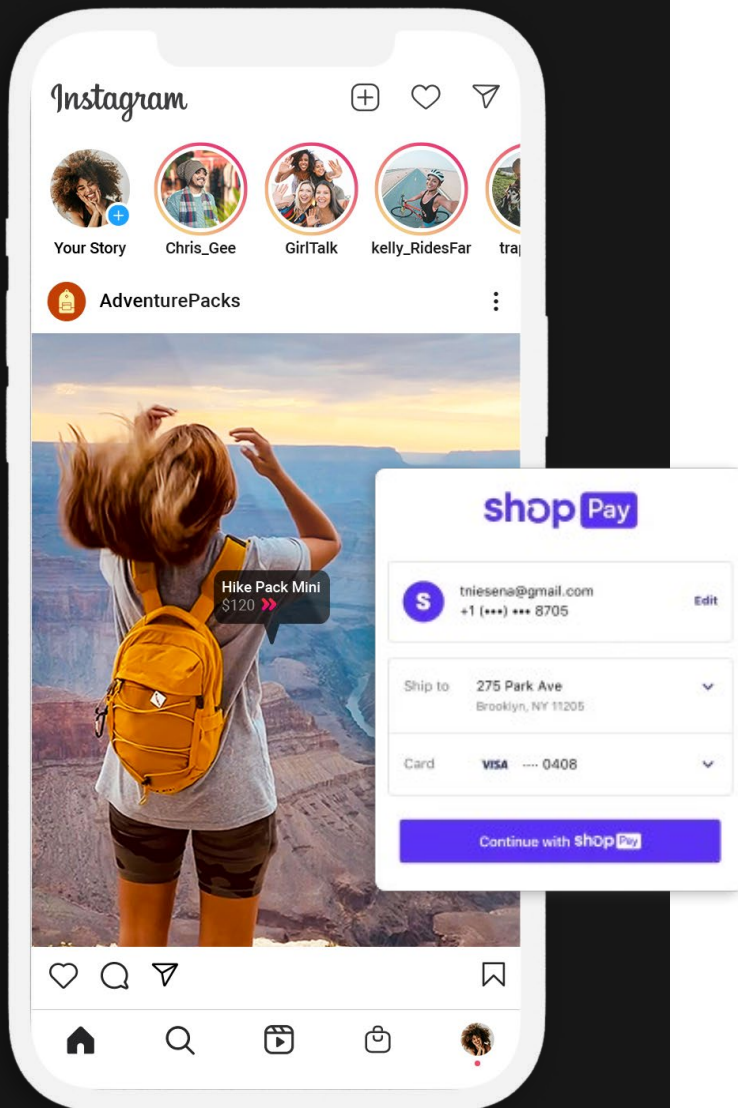 Instagram
Your Story
Chris_Gee
GirlTalk
kelly_RidesFar
AdventurePacks
Hike Pack Mini
$120
shop Pay
S
tniesena@gmail.com
+1 (•••) ••• 8705
Edit
Ship to
275 Park Ave
Brooklyn, NY 11205
Card
VISA ···· 0408
Continue with shop Pay